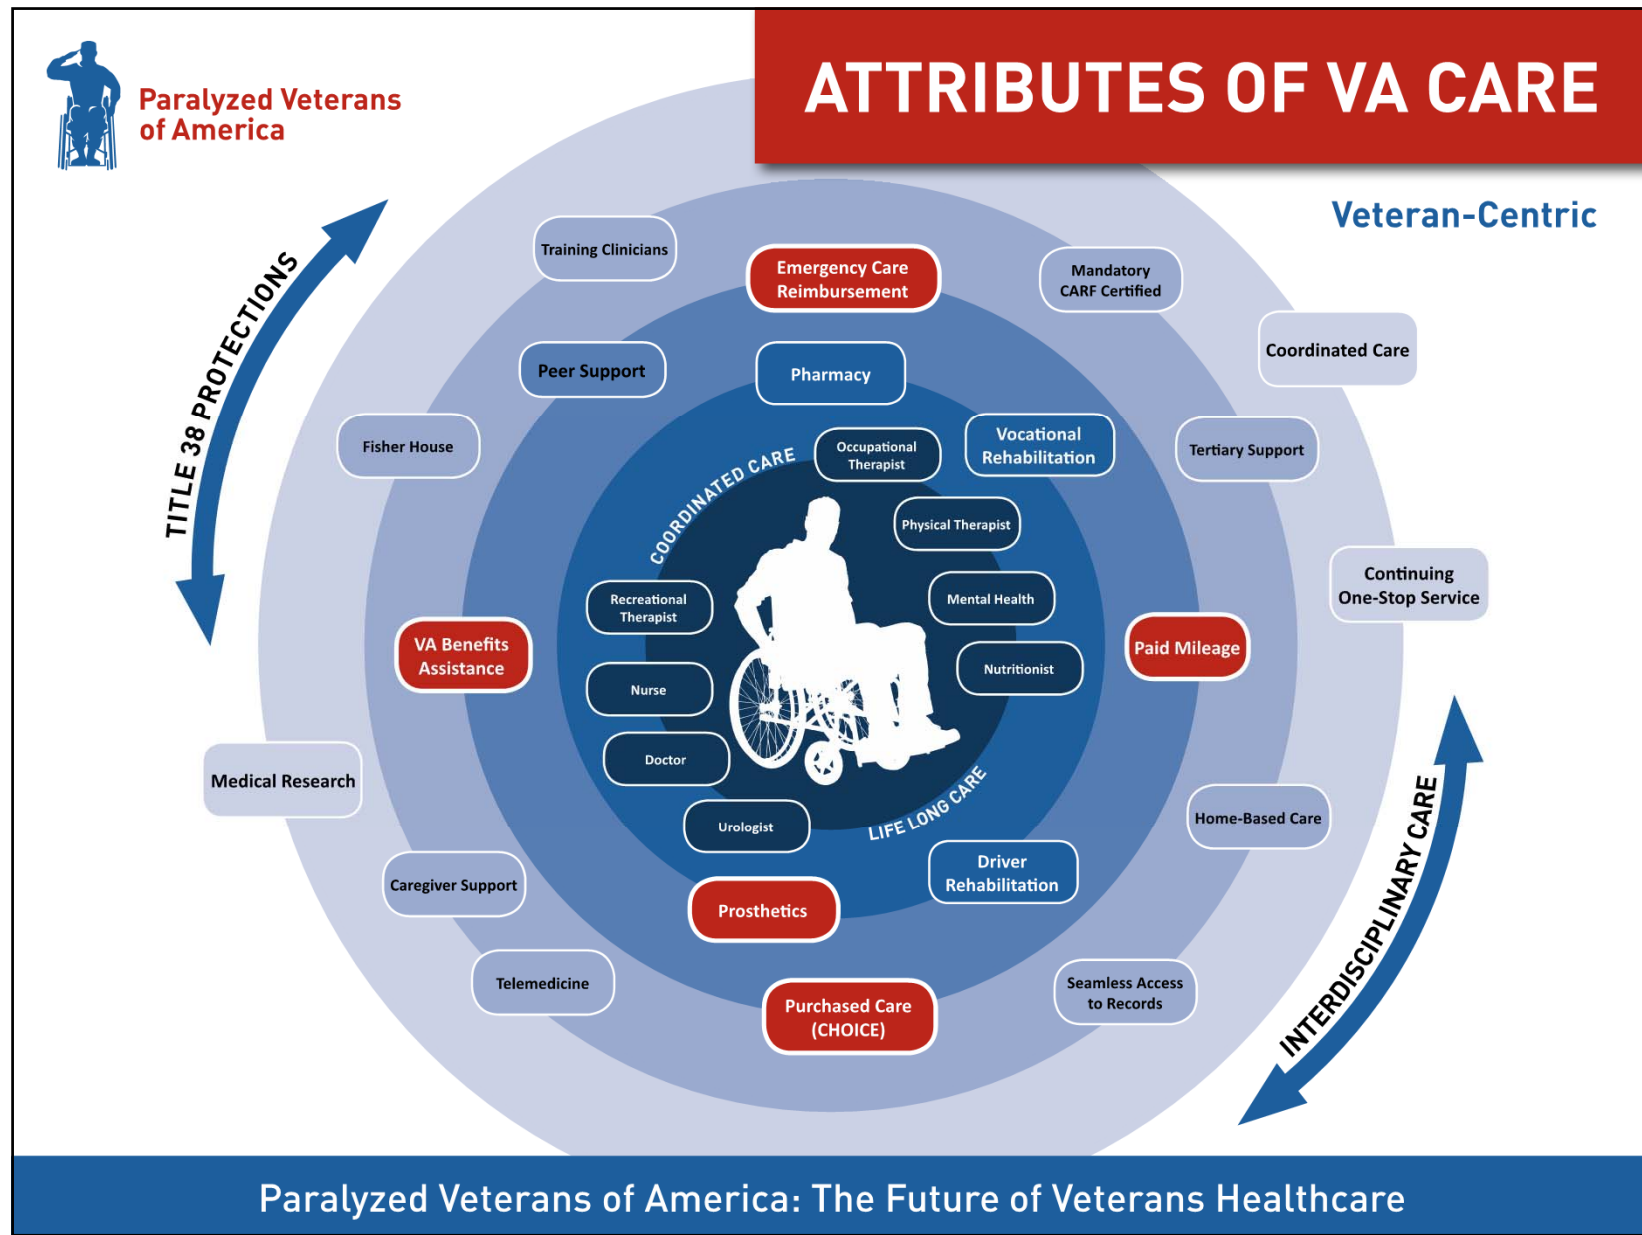 Paralyzed Veterans
of America
ATTRIBUTES OF VA CARE
Veteran-Centric
TITLE 38 PROTECTIONS
Training Clinicians
Emergency Care
Reimbursement
Mandatory
CARF Certified
Coordinated Care
Peer Support
Pharmacy
Fisher House
Vocational
Rehabilitation
Tertiary Support
COORDINATED CARE
Occupational
Therapist
Physical Therapist
Continuing
One-Stop Service
Recreational
Therapist
Mental Health
VA Benefits
Assistance
Paid Mileage
Nutritionist
Nurse
Doctor
Medical Research
Urologist
LIFE LONG CARE
Home-Based Care
INTERDISCIPLINARY CARE
Caregiver Support
Driver
Rehabilitation
Prosthetics
Telemedicine
Purchased Care
(CHOICE)
Seamless Access
to Records
Paralyzed Veterans of America: The Future of Veterans Healthcare